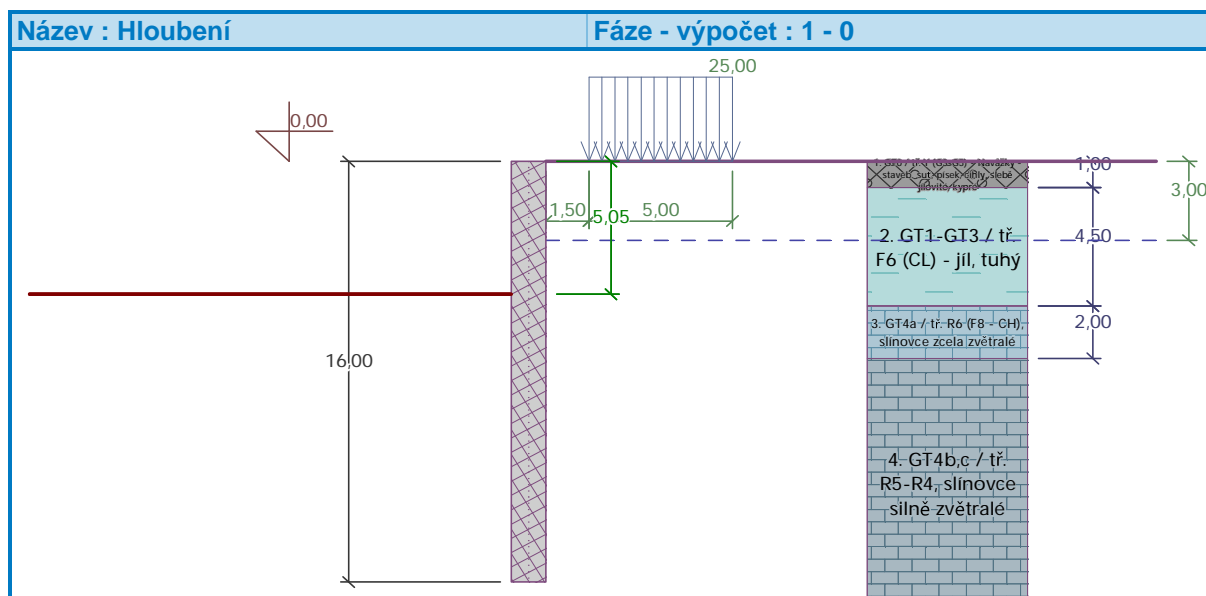 Název : Hloubení
Fáze - výpočet : 1 - 0
25,00
0,00
1,00
3,00
1,50
5,00
5,05
4,50
2. GT1-GT3 / tř.
F6 (CL) - jíl, tuhý
3. GT4a / tř. R6 (F8 - CH),
slínovce zcela zvětralé
2,00
16,00
4. GT4b,c / tř.
R5-R4, slínovce
silně zvětralé